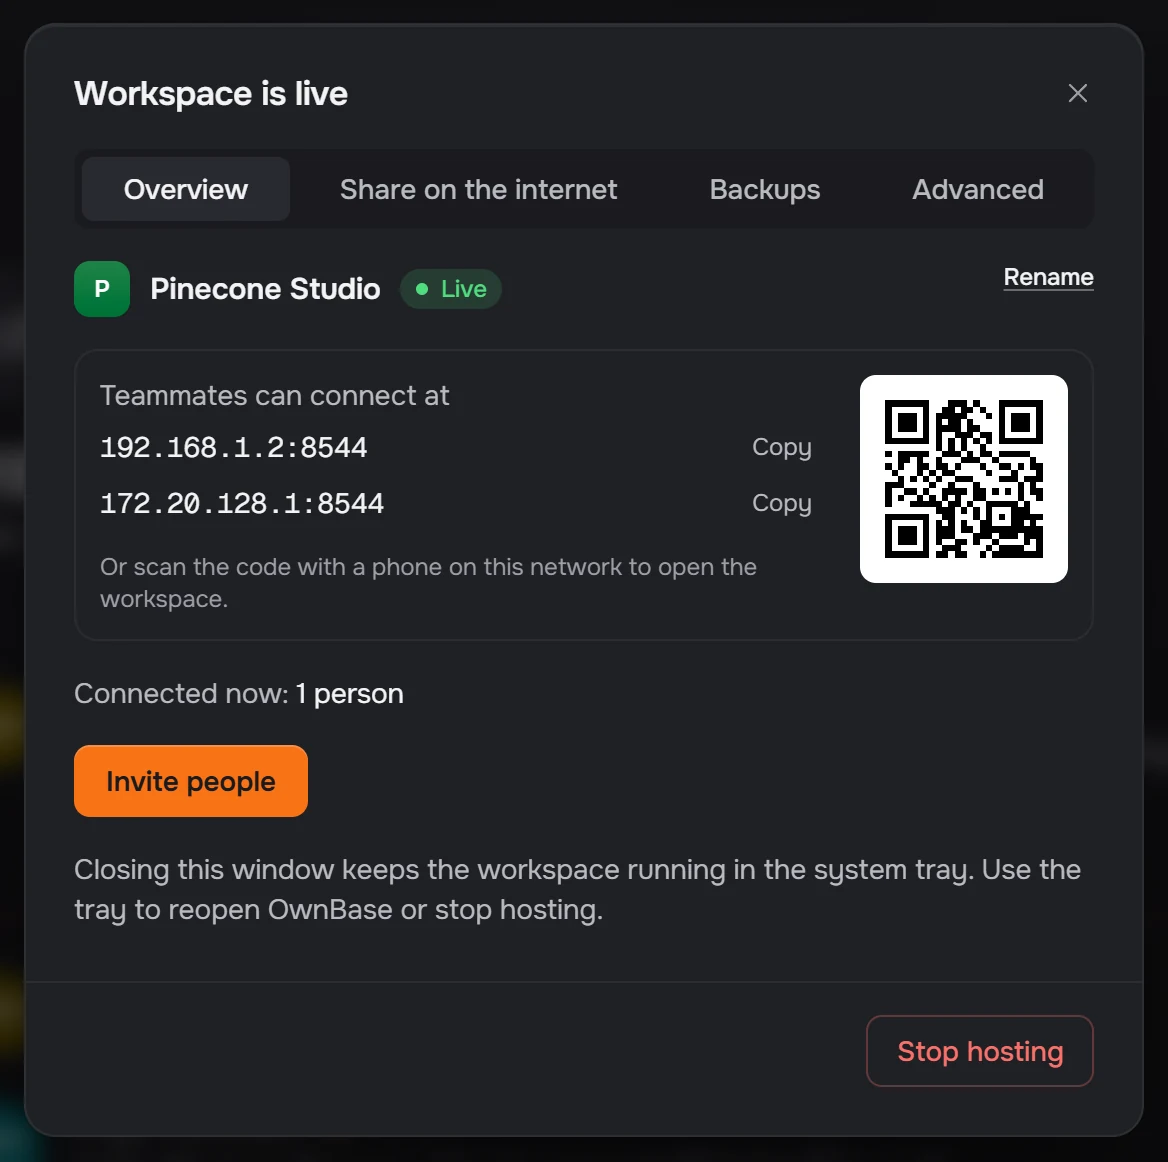 Workspace is live
Overview
Share on the internet
Backups
Advanced
P
Pinecone Studio
Live
Rename
Teammates can connect at
192.168.1.2:8544
Copy
172.20.128.1:8544
Copy
Or scan the code with a phone on this network to open the
workspace.
Connected now: 1 person
Invite people
Closing this window keeps the workspace running in the system tray. Use the
tray to reopen OwnBase or stop hosting.
Stop hosting